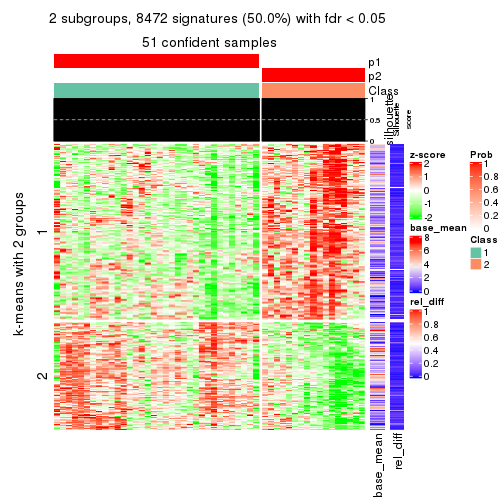 2 subgroups, 8472 signatures (50.0%) with fdr < 0.05
51 confident samples
p1
p2
Class
silhouette
Silhouette
score
1
0.5
0
k-means with 2 groups
1
2
base_mean
rel_diff
z-score
2
1
0
-1
-2
base_mean
8
6
4
2
0
rel_diff
1
0.8
0.6
0.4
0.2
0
Prob
1
0.8
0.6
0.4
0.2
0
Class
1
2